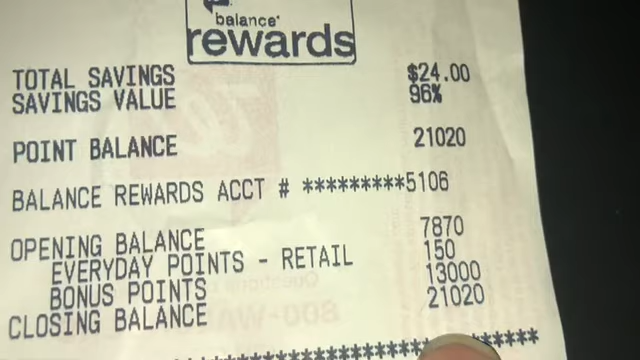 balance®
rewards
TOTAL SAVINGS $24.00
SAVINGS VALUE 96%
POINT BALANCE 21020
BALANCE REWARDS ACCT # *********5106
OPENING BALANCE 7870
EVERYDAY POINTS - RETAIL 150
BONUS POINTS 13000
CLOSING BALANCE 21020